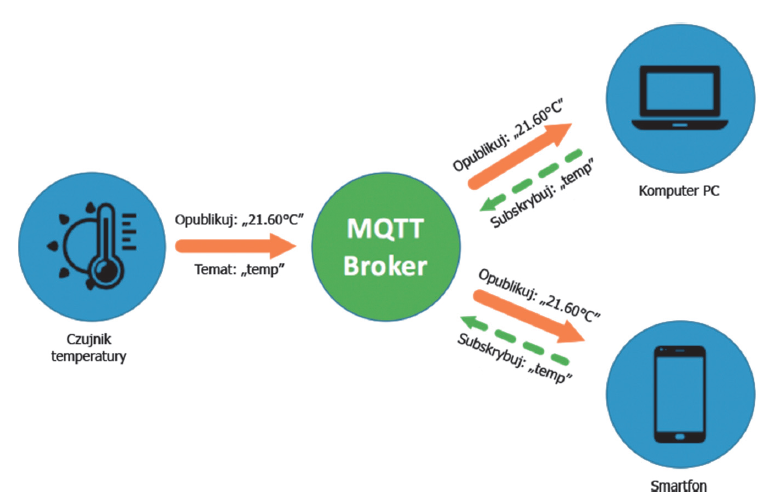 Opublikuj: „21.60°C”
Temat: „temp”
Czujnik
temperatury
MQTT
Broker
Opublikuj: „21.60°C”
Subskrybuj: „temp”
Komputer PC
Opublikuj: „21.60°C”
Subskrybuj: „temp”
Smartfon